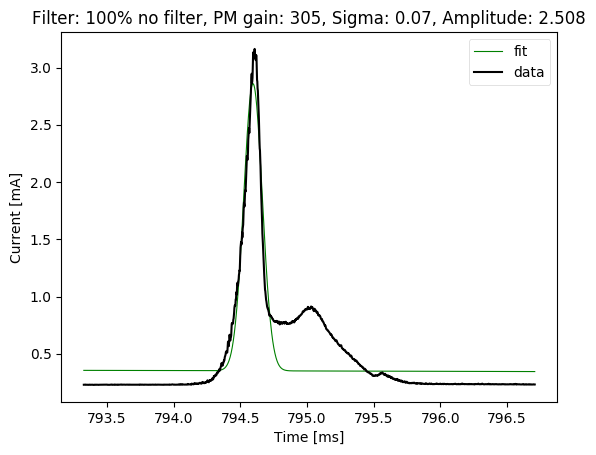 Filter: 100% no filter, PM gain: 305, Sigma: 0.07, Amplitude: 2.508
fit
data
3.0
2.5
2.0
1.5
1.0
0.5
Current [mA]
793.5 794.0 794.5 795.0 795.5 796.0 796.5
Time [ms]